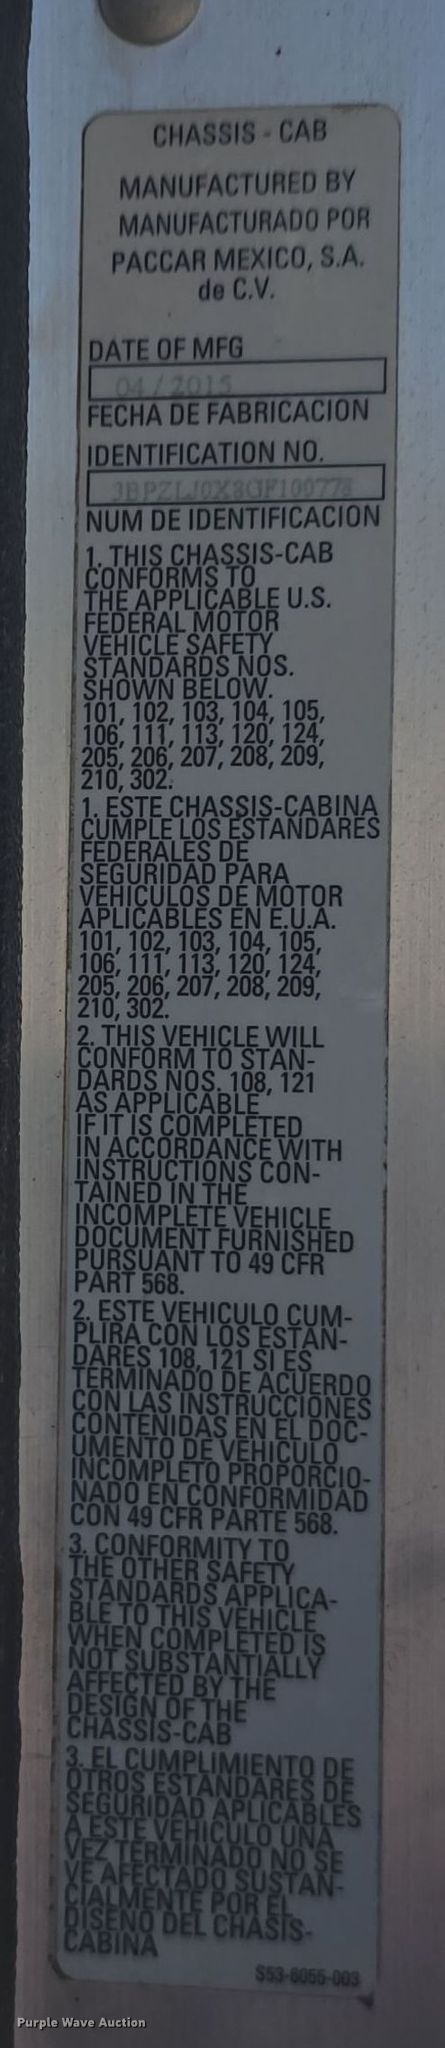 CHASSIS - CAB
MANUFACTURED BY
MANUFACTURADO POR
PACCAR MEXICO, S.A.
de C.V.
DATE OF MFG
04 / 2015
FECHA DE FABRICACION
IDENTIFICATION NO.
3BPZLJ0X8GF100778
NUM DE IDENTIFICACION
1. THIS CHASSIS-CAB
CONFORMS TO
THE APPLICABLE U.S.
FEDERAL MOTOR
VEHICLE SAFETY
STANDARDS NOS.
SHOWN BELOW.
101, 102, 103, 104, 105,
106, 111, 113, 120, 124,
205, 206, 207, 208, 209,
210, 302.
1. ESTE CHASSIS-CABINA
CUMPLE LOS ESTANDARES
FEDERALES DE
SEGURIDAD PARA
VEHICULOS DE MOTOR
APLICABLES EN E.U.A.
101, 102, 103, 104, 105,
106, 111, 113, 120, 124,
205, 206, 207, 208, 209,
210, 302.
2. THIS VEHICLE WILL
CONFORM TO STAN-
DARDS NOS. 108, 121
AS APPLICABLE
IF IT IS COMPLETED
IN ACCORDANCE WITH
INSTRUCTIONS CON-
TAINED IN THE
INCOMPLETE VEHICLE
DOCUMENT FURNISHED
PURSUANT TO 49 CFR
PART 568.
2. ESTE VEHICULO CUM-
PLIRA CON LOS ESTAN-
DARES 108, 121 SI ES
TERMINADO DE ACUERDO
CON LAS INSTRUCCIONES
CONTENIDAS EN EL DOC-
UMENTO DE VEHICULO
INCOMPLETO PROPORCIO-
NADO EN CONFORMIDAD
CON 49 CFR PARTE 568.
3. CONFORMITY TO
THE OTHER SAFETY
STANDARDS APPLICA-
BLE TO THIS VEHICLE
WHEN COMPLETED IS
NOT SUBSTANTIALLY
AFFECTED BY THE
DESIGN OF THE
CHASSIS-CAB
3. EL CUMPLIMIENTO DE
OTROS ESTANDARES DE
SEGURIDAD APLICABLES
A ESTE VEHICULO UNA
VEZ TERMINADO NO SE
VE AFECTADO SUSTAN-
CIALMENTE POR EL
DISENO DEL CHASIS-
CABINA
S53-6055-003
Purple Wave Auction